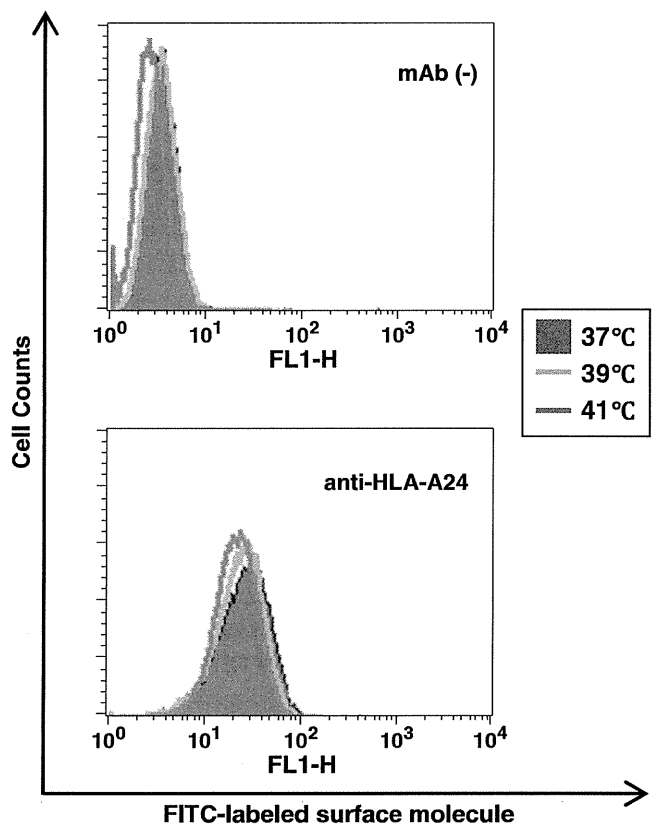 mAb (-)
10⁰ 10¹ 10² 10³ 10⁴
FL1-H
37℃
39℃
41℃
Cell Counts
anti-HLA-A24
10⁰ 10¹ 10² 10³ 10⁴
FL1-H
FITC-labeled surface molecule